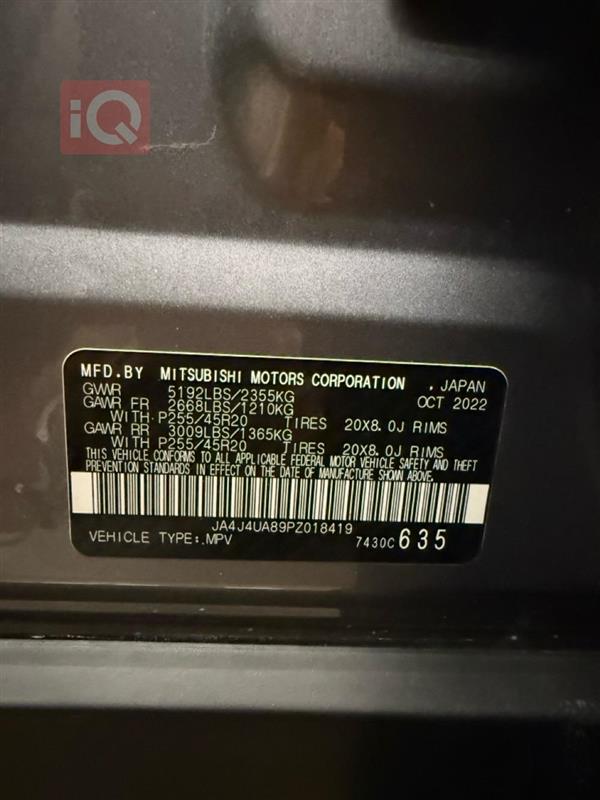 iQ
MFD.BY MITSUBISHI MOTORS CORPORATION , JAPAN
GVWR 5192LBS/2355KG OCT 2022
GAWR FR 2668LBS/1210KG
WITH P255/45R20 TIRES 20X8.0J RIMS
GAWR RR 3009LBS/1365KG
WITH P255/45R20 TIRES 20X8.0J RIMS
THIS VEHICLE CONFORMS TO ALL APPLICABLE FEDERAL MOTOR VEHICLE SAFETY AND THEFT
PREVENTION STANDARDS IN EFFECT ON THE DATE OF MANUFACTURE SHOWN ABOVE.
JA4J4UA89PZ018419
VEHICLE TYPE:.MPV 7430C 635